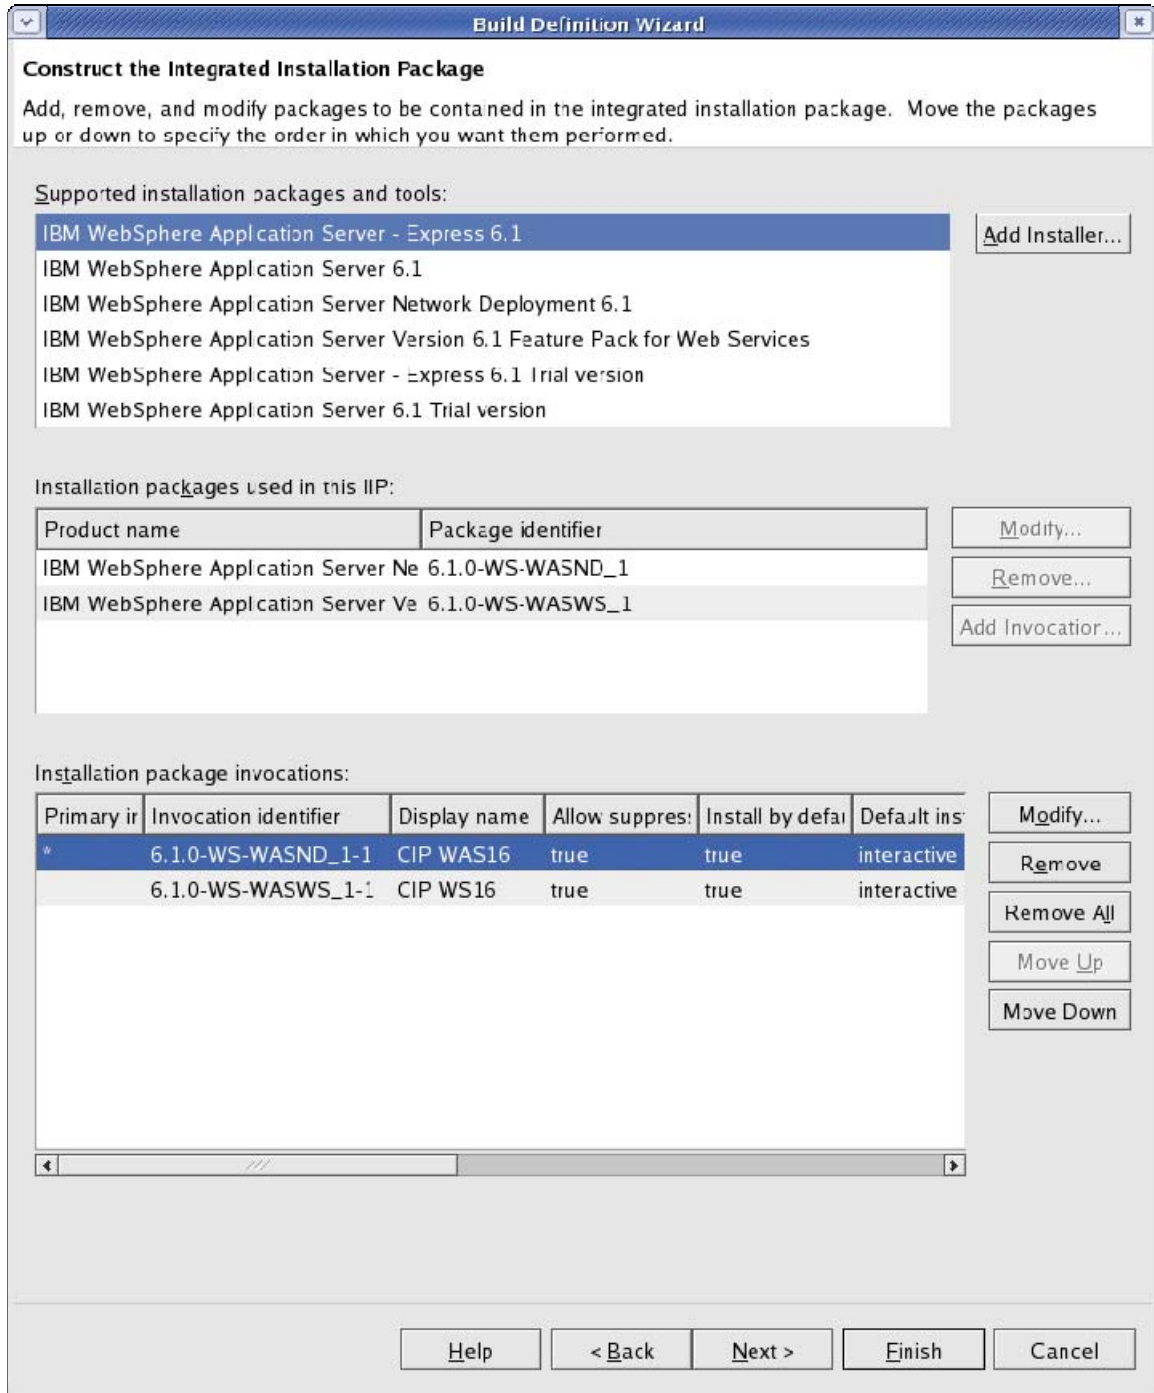 Build Definition Wizard
Construct the Integrated Installation Package
Add, remove, and modify packages to be contained in the integrated installation package. Move the packages
up or down to specify the order in which you want them performed.
Supported installation packages and tools:
IBM WebSphere Application Server - Express 6.1
Add Installer...
IBM WebSphere Application Server 6.1
IBM WebSphere Application Server Network Deployment 6.1
IBM WebSphere Application Server Version 6.1 Feature Pack for Web Services
IBM WebSphere Application Server - Express 6.1 Trial version
IBM WebSphere Application Server 6.1 Trial version
Installation packages used in this IIP:
Product name Package identifier
Modify...
IBM WebSphere Application Server Ne 6.1.0-WS-WASND_1
Remove...
IBM WebSphere Application Server Ve 6.1.0-WS-WASWS_1
Add Invocation...
Installation package invocations:
Primary in Invocation identifier Display name Allow suppres: Install by defau Default ins
Modify...
* 6.1.0-WS-WASND_1-1 CIP WAS16 true true interactive
Remove
6.1.0-WS-WASWS_1-1 CIP WS16 true true interactive
Remove All
Move Up
Move Down
Help < Back Next > Finish Cancel